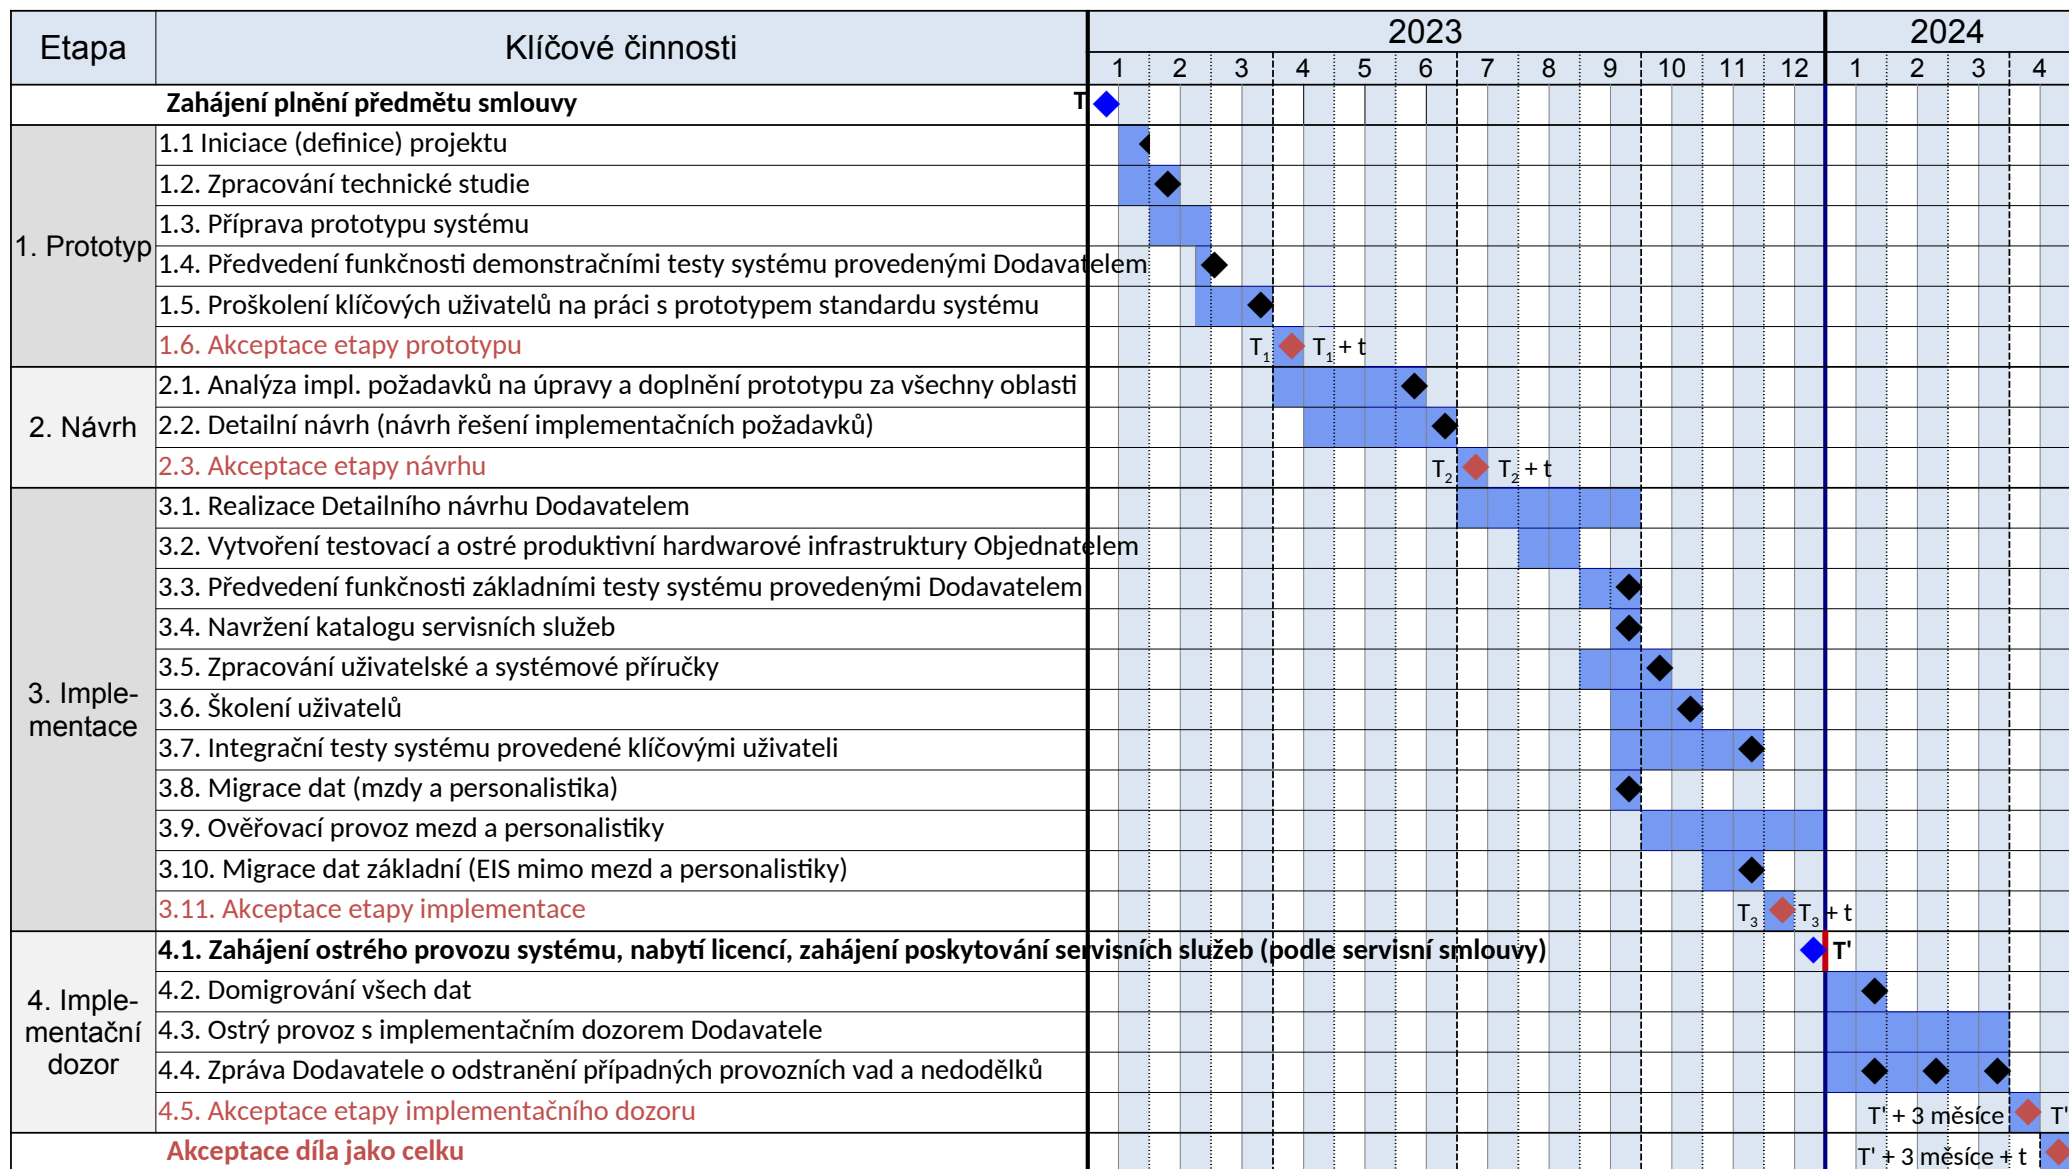 Etapa Klíčové činnosti 2023 2024
1 2 3 4 5 6 7 8 9 10 11 12 1 2 3 4
Zahájení plnění předmětu smlouvy T
1. Prototyp
1.1 Iniciace (definice) projektu
1.2. Zpracování technické studie
1.3. Příprava prototypu systému
1.4. Předvedení funkčnosti demonstračními testy systému provedenými Dodavatelem
1.5. Proškolení klíčových uživatelů na práci s prototypem standardu systému
1.6. Akceptace etapy prototypu T₁ T₁ + t
2. Návrh
2.1. Analýza impl. požadavků na úpravy a doplnění prototypu za všechny oblasti
2.2. Detailní návrh (návrh řešení implementačních požadavků)
2.3. Akceptace etapy návrhu T₂ T₂ + t
3. Imple-
mentace
3.1. Realizace Detailního návrhu Dodavatelem
3.2. Vytvoření testovací a ostré produktivní hardwarové infrastruktury Objednatelem
3.3. Předvedení funkčnosti základními testy systému provedenými Dodavatelem
3.4. Navržení katalogu servisních služeb
3.5. Zpracování uživatelské a systémové příručky
3.6. Školení uživatelů
3.7. Integrační testy systému provedené klíčovými uživateli
3.8. Migrace dat (mzdy a personalistika)
3.9. Ověřovací provoz mezd a personalistiky
3.10. Migrace dat základní (EIS mimo mezd a personalistiky)
3.11. Akceptace etapy implementace T₃ T₃ + t
4. Imple-
mentační
dozor
4.1. Zahájení ostrého provozu systému, nabytí licencí, zahájení poskytování servisních služeb (podle servisní smlouvy) T'
4.2. Domigrování všech dat
4.3. Ostrý provoz s implementačním dozorem Dodavatele
4.4. Zpráva Dodavatele o odstranění případných provozních vad a nedodělků
4.5. Akceptace etapy implementačního dozoru T' + 3 měsíce T'
Akceptace díla jako celku T' + 3 měsíce + t